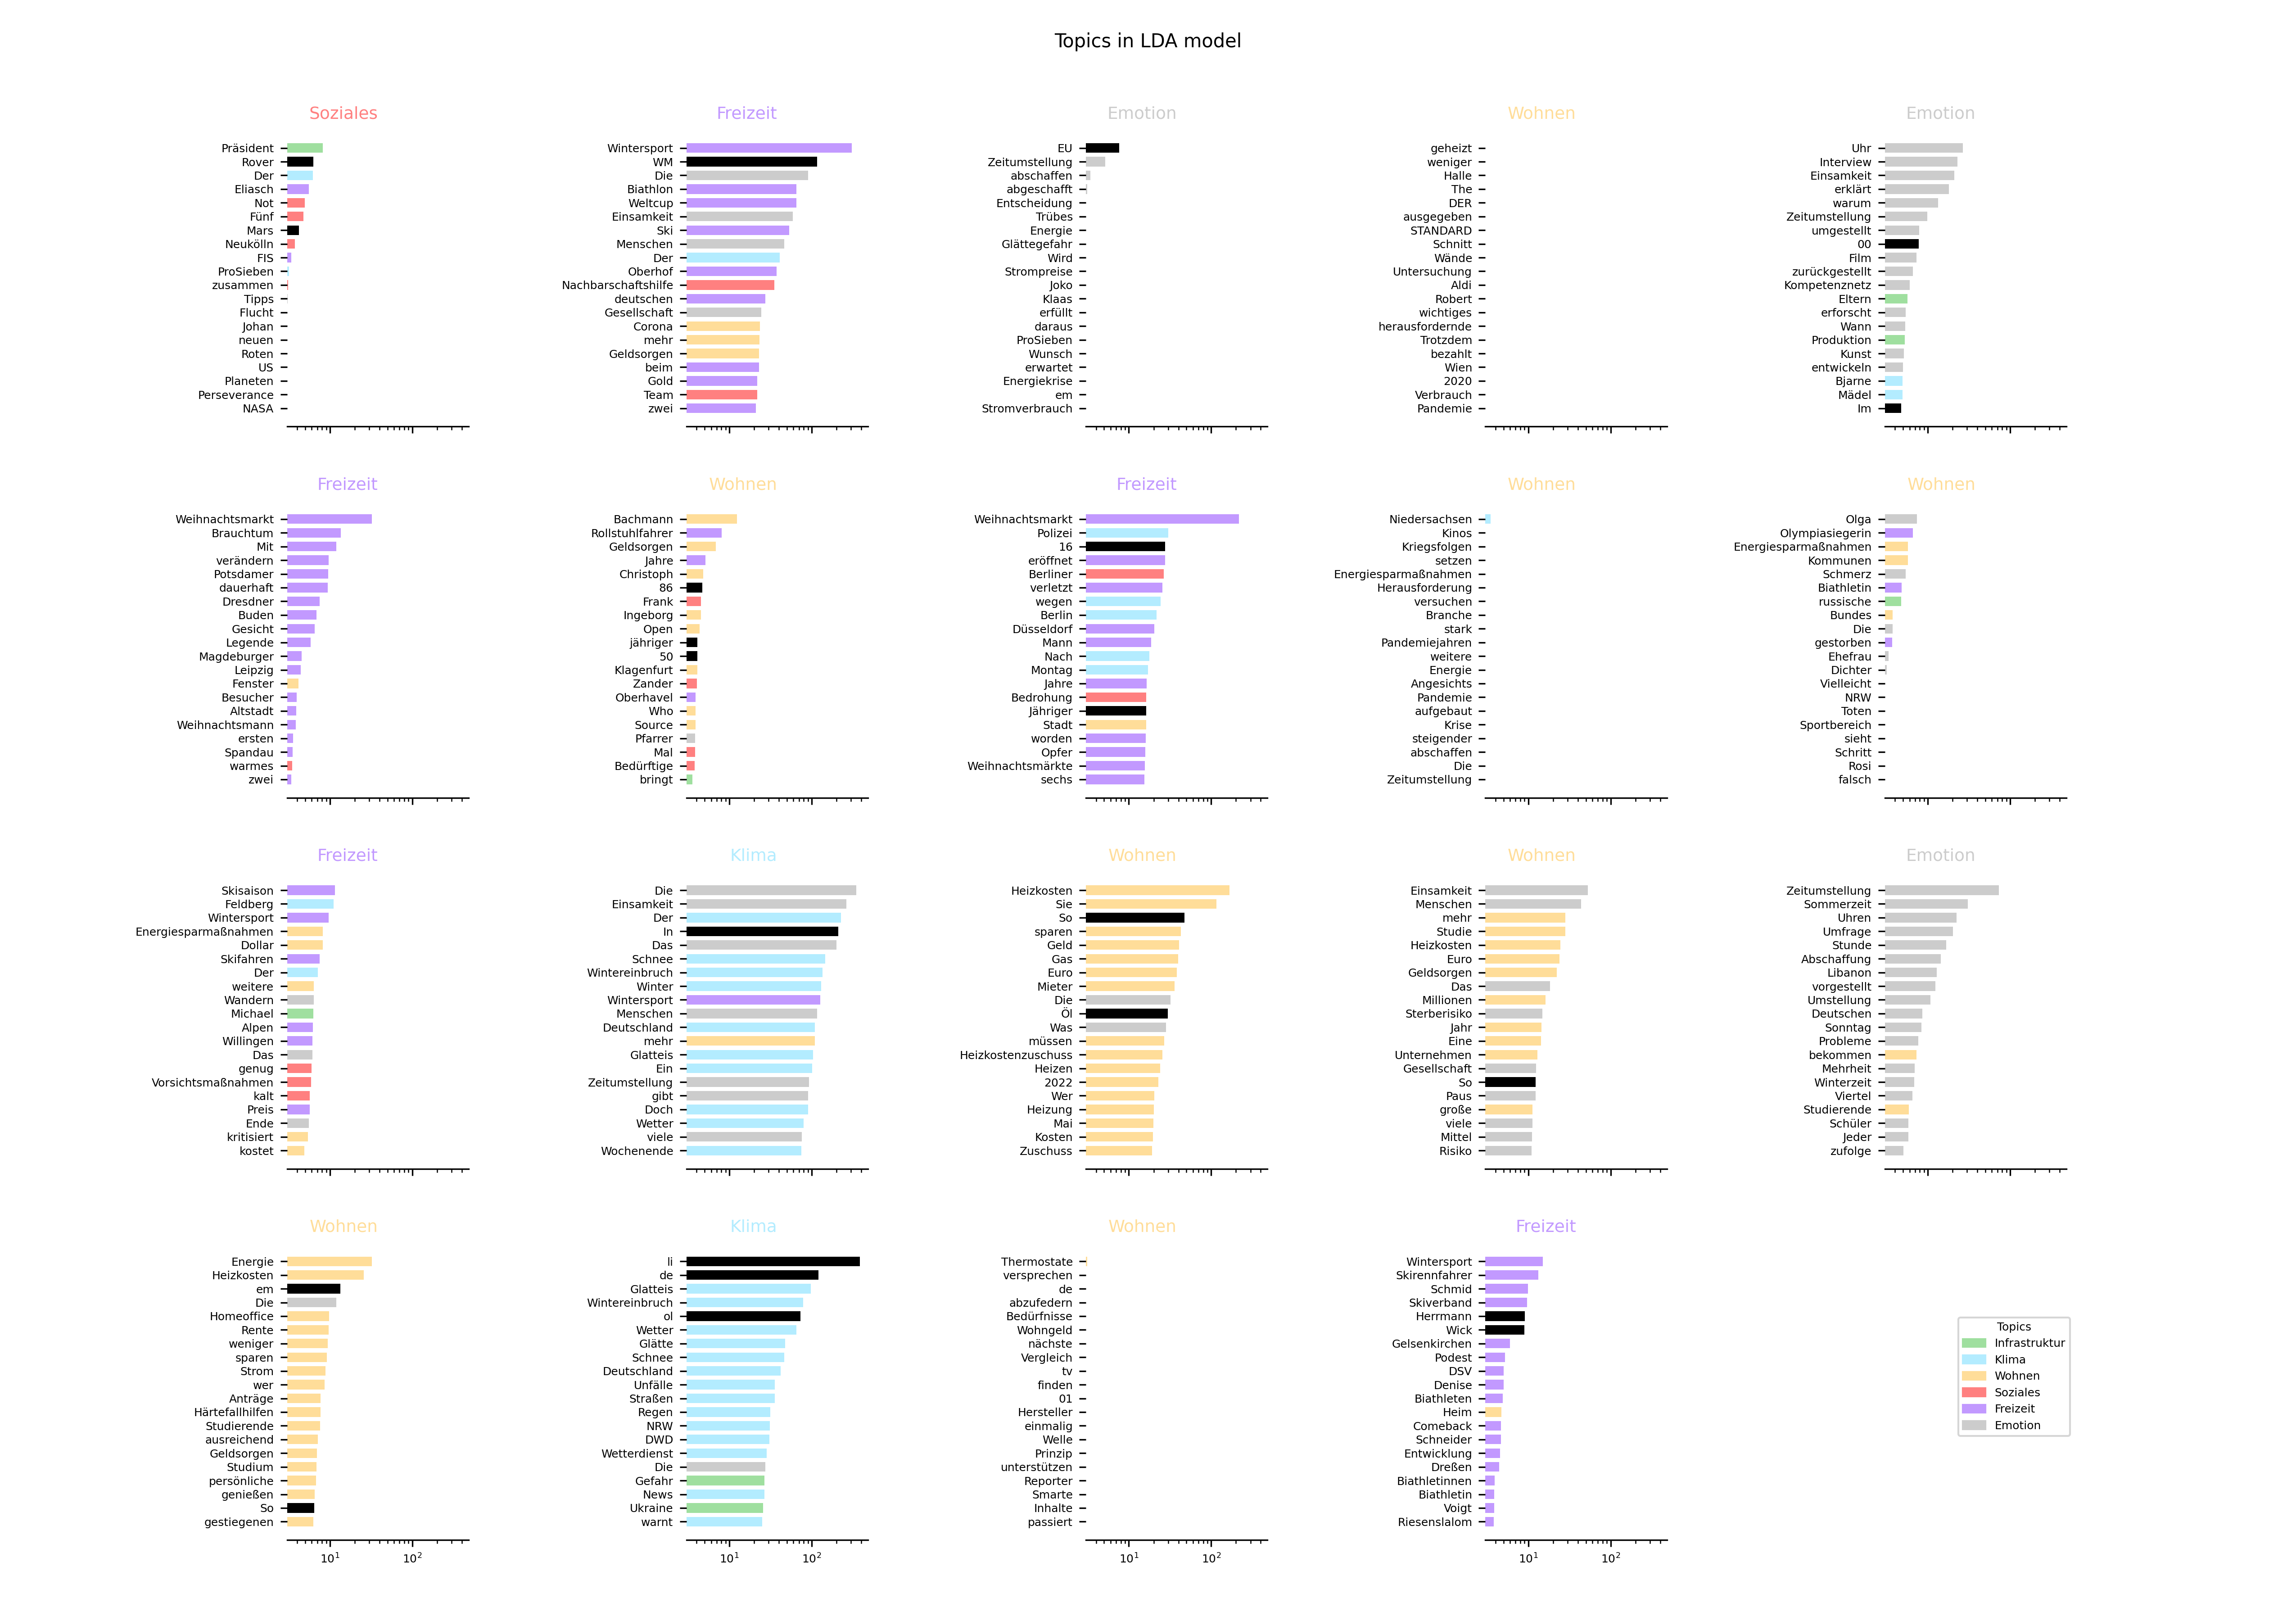 Topics in LDA model
Soziales
Präsident
Rover
Der
Eliasch
Not
Fünf
Mars
Neukölln
FIS
ProSieben
zusammen
Tipps
Flucht
Johan
neuen
Roten
US
Planeten
Perseverance
NASA
Freizeit
Wintersport
WM
Die
Biathlon
Weltcup
Einsamkeit
Ski
Menschen
Der
Oberhof
Nachbarschaftshilfe
deutschen
Gesellschaft
Corona
mehr
Geldsorgen
beim
Gold
Team
zwei
Emotion
EU
Zeitumstellung
abschaffen
abgeschafft
Entscheidung
Trübes
Energie
Glättegefahr
Wird
Strompreise
Joko
Klaas
erfüllt
daraus
ProSieben
Wunsch
erwartet
Energiekrise
em
Stromverbrauch
Wohnen
geheizt
weniger
Halle
The
DER
ausgegeben
STANDARD
Schnitt
Wände
Untersuchung
Aldi
Robert
wichtiges
herausfordernde
Trotzdem
bezahlt
Wien
2020
Verbrauch
Pandemie
Emotion
Uhr
Interview
Einsamkeit
erklärt
warum
Zeitumstellung
umgestellt
00
Film
zurückgestellt
Kompetenznetz
Eltern
erforscht
Wann
Produktion
Kunst
entwickeln
Bjarne
Mädel
Im
Freizeit
Weihnachtsmarkt
Brauchtum
Mit
verändern
Potsdamer
dauerhaft
Dresdner
Buden
Gesicht
Legende
Magdeburger
Leipzig
Fenster
Besucher
Altstadt
Weihnachtsmann
ersten
Spandau
warmes
zwei
Wohnen
Bachmann
Rollstuhlfahrer
Geldsorgen
Jahre
Christoph
86
Frank
Ingeborg
Open
jähriger
50
Klagenfurt
Zander
Oberhavel
Who
Source
Pfarrer
Mal
Bedürftige
bringt
Freizeit
Weihnachtsmarkt
Polizei
16
eröffnet
Berliner
verletzt
wegen
Berlin
Düsseldorf
Mann
Nach
Montag
Jahre
Bedrohung
Jähriger
Stadt
worden
Opfer
Weihnachtsmärkte
sechs
Wohnen
Niedersachsen
Kinos
Kriegsfolgen
setzen
Energiesparmaßnahmen
Herausforderung
versuchen
Branche
stark
Pandemiejahren
weitere
Energie
Angesichts
Pandemie
aufgebaut
Krise
steigender
abschaffen
Die
Zeitumstellung
Wohnen
Olga
Olympiasiegerin
Energiesparmaßnahmen
Kommunen
Schmerz
Biathletin
russische
Bundes
Die
gestorben
Ehefrau
Dichter
Vielleicht
NRW
Toten
Sportbereich
sieht
Schritt
Rosi
falsch
Freizeit
Skisaison
Feldberg
Wintersport
Energiesparmaßnahmen
Dollar
Skifahren
Der
weitere
Wandern
Michael
Alpen
Willingen
Das
genug
Vorsichtsmaßnahmen
kalt
Preis
Ende
kritisiert
kostet
Klima
Die
Einsamkeit
Der
In
Das
Schnee
Wintereinbruch
Winter
Wintersport
Menschen
Deutschland
mehr
Glatteis
Ein
Zeitumstellung
gibt
Doch
Wetter
viele
Wochenende
Wohnen
Heizkosten
Sie
So
sparen
Geld
Gas
Euro
Mieter
Die
Öl
Was
müssen
Heizkostenzuschuss
Heizen
2022
Wer
Heizung
Mai
Kosten
Zuschuss
Wohnen
Einsamkeit
Menschen
mehr
Studie
Heizkosten
Euro
Geldsorgen
Das
Millionen
Sterberisiko
Jahr
Eine
Unternehmen
Gesellschaft
So
Paus
große
viele
Mittel
Risiko
Emotion
Zeitumstellung
Sommerzeit
Uhren
Umfrage
Stunde
Abschaffung
Libanon
vorgestellt
Umstellung
Deutschen
Sonntag
Probleme
bekommen
Mehrheit
Winterzeit
Viertel
Studierende
Schüler
Jeder
zufolge
Wohnen
Energie
Heizkosten
em
Die
Homeoffice
Rente
weniger
sparen
Strom
wer
Anträge
Härtefallhilfen
Studierende
ausreichend
Geldsorgen
Studium
persönliche
genießen
So
gestiegenen
10¹ 10²
Klima
li
de
Glatteis
Wintereinbruch
ol
Wetter
Glätte
Schnee
Deutschland
Unfälle
Straßen
Regen
NRW
DWD
Wetterdienst
Die
Gefahr
News
Ukraine
warnt
10¹ 10²
Wohnen
Thermostate
versprechen
de
abzufedern
Bedürfnisse
Wohngeld
nächste
Vergleich
tv
finden
01
Hersteller
einmalig
Welle
Prinzip
unterstützen
Reporter
Smarte
Inhalte
passiert
10¹ 10²
Freizeit
Wintersport
Skirennfahrer
Schmid
Skiverband
Herrmann
Wick
Gelsenkirchen
Podest
DSV
Denise
Biathleten
Heim
Comeback
Schneider
Entwicklung
Dreßen
Biathletinnen
Biathletin
Voigt
Riesenslalom
10¹ 10²
Topics
Infrastruktur
Klima
Wohnen
Soziales
Freizeit
Emotion